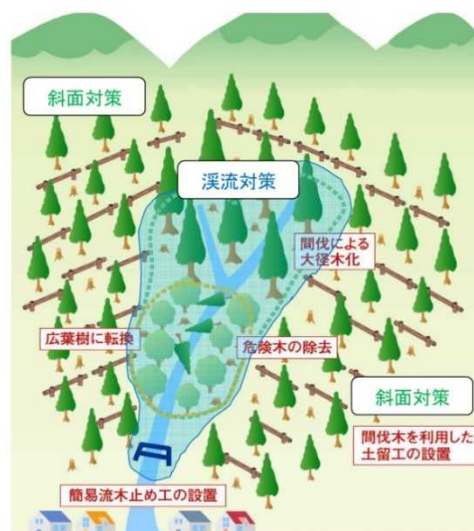 斜面対策
渓流対策
間伐による
大径木化
広葉樹に転換
危険木の除去
斜面対策
間伐木を利用した
土留工の設置
簡易流木止め工の設置